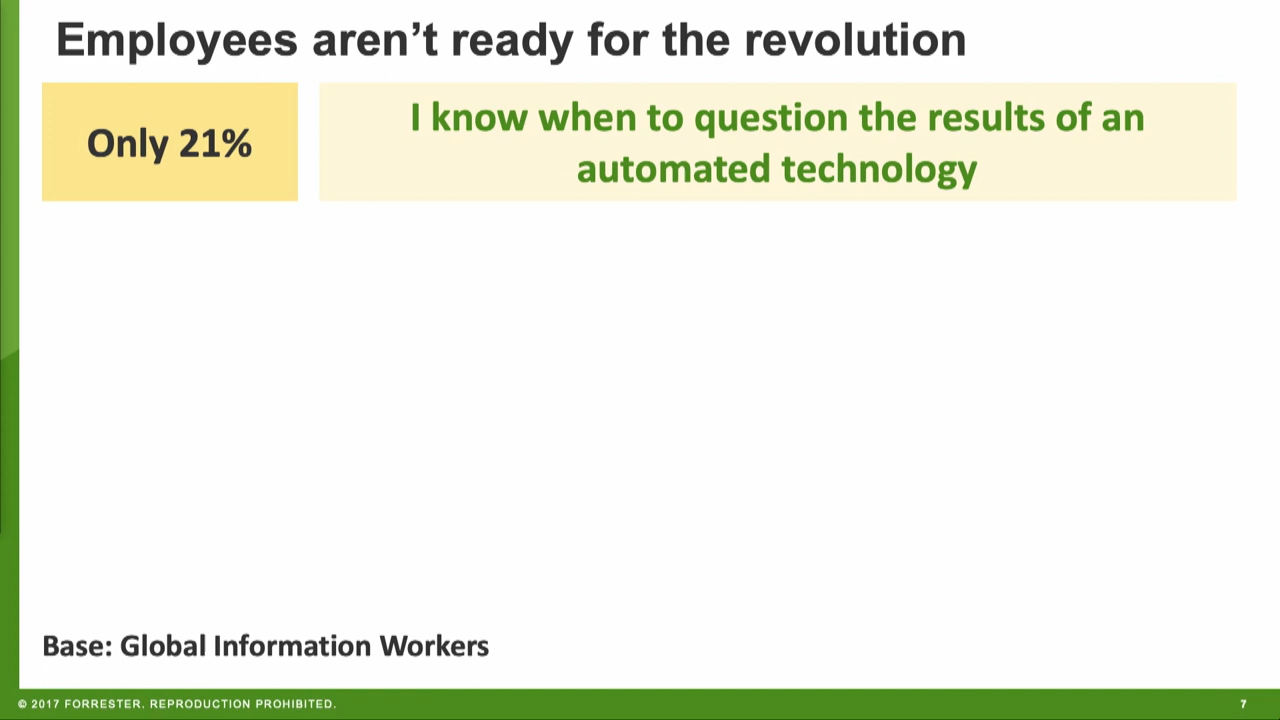 Employees aren’t ready for the revolution
Only 21%
I know when to question the results of an
automated technology
Base: Global Information Workers
© 2017 FORRESTER. REPRODUCTION PROHIBITED.
7